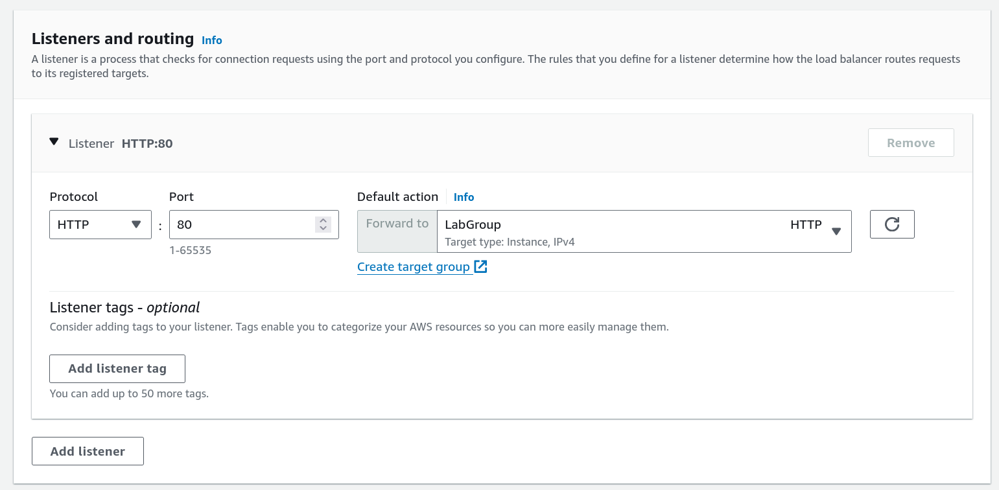 Listeners and routing Info
A listener is a process that checks for connection requests using the port and protocol you configure. The rules that you define for a listener determine how the load balancer routes requests
to its registered targets.
Listener HTTP:80
Remove
Protocol
Port
Default action
Info
HTTP
:
80
Forward to
LabGroup
HTTP
Target type: Instance, IPv4
1-65535
Create target group
Listener tags - optional
Consider adding tags to your listener. Tags enable you to categorize your AWS resources so you can more easily manage them.
Add listener tag
You can add up to 50 more tags.
Add listener